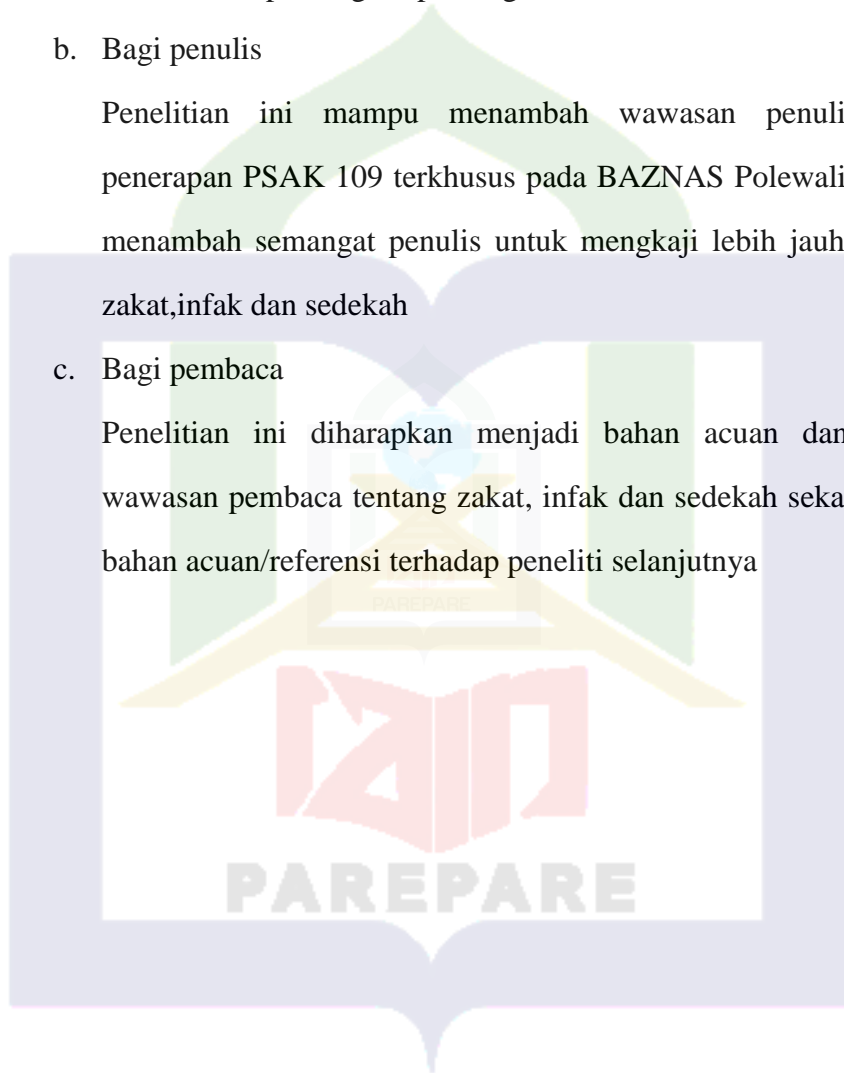 b. Bagi penulis
Penelitian ini mampu menambah wawasan penuli
penerapan PSAK 109 terkhusus pada BAZNAS Polewali
menambah semangat penulis untuk mengkaji lebih jauh
zakat,infak dan sedekah
c. Bagi pembaca
Penelitian ini diharapkan menjadi bahan acuan dan
wawasan pembaca tentang zakat, infak dan sedekah seka
bahan acuan/referensi terhadap peneliti selanjutnya
PAREPARE
iain
PAREPARE